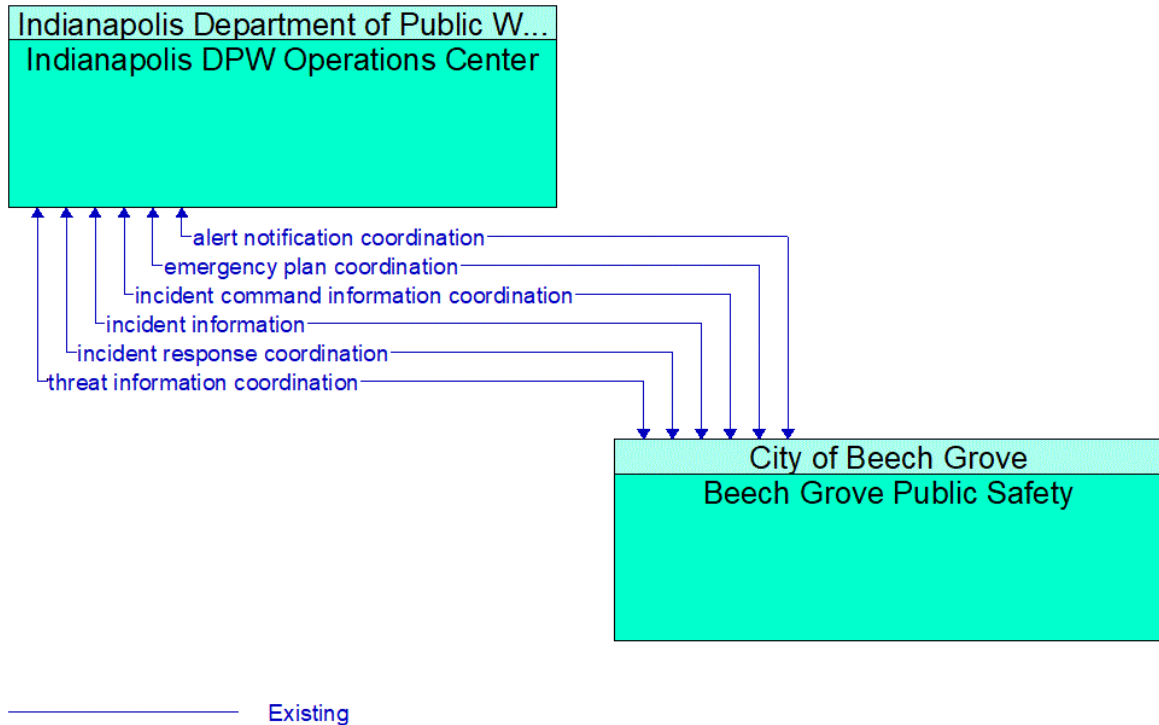 Indianapolis Department of Public W...
Indianapolis DPW Operations Center
alert notification coordination
emergency plan coordination
incident command information coordination
incident information
incident response coordination
threat information coordination
City of Beech Grove
Beech Grove Public Safety
Existing